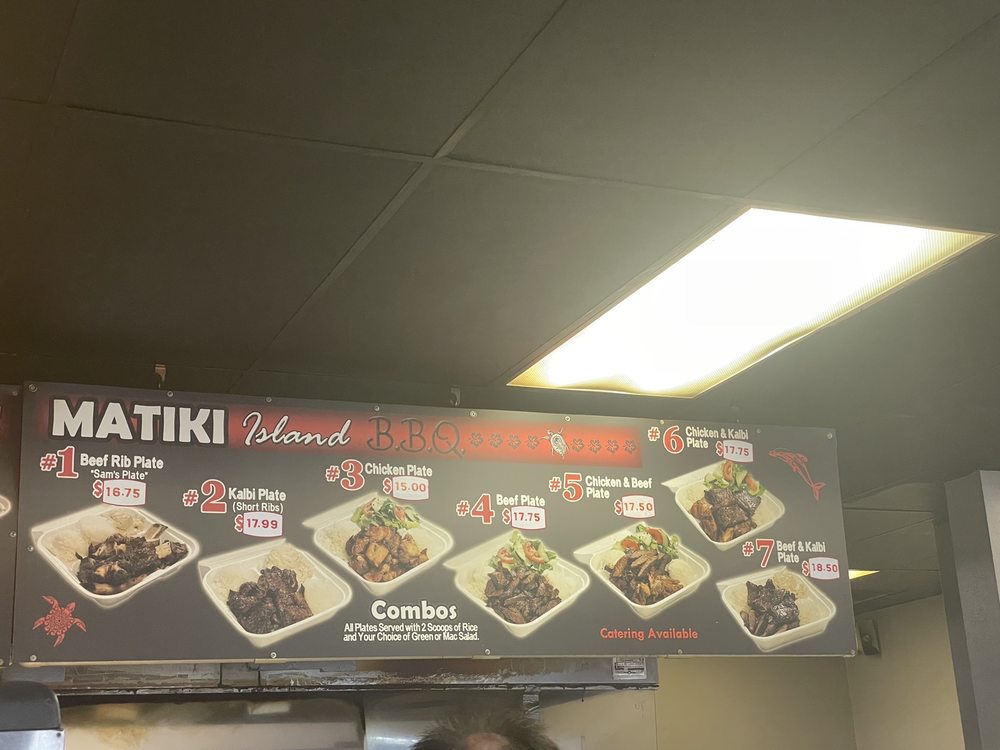 MATIKI Island B.B.Q.
#1 Beef Rib Plate
"Sam's Plate"
$16.75
#2 Kalbi Plate
(Short Ribs)
$17.99
#3 Chicken Plate
$15.00
#4 Beef Plate
$17.75
#5 Chicken & Beef
Plate
$17.50
#6 Chicken & Kalbi
Plate $17.75
#7 Beef & Kalbi
Plate
$18.50
Combos
All Plates Served with 2 Scoops of Rice
and Your Choice of Green or Mac Salad.
Catering Available